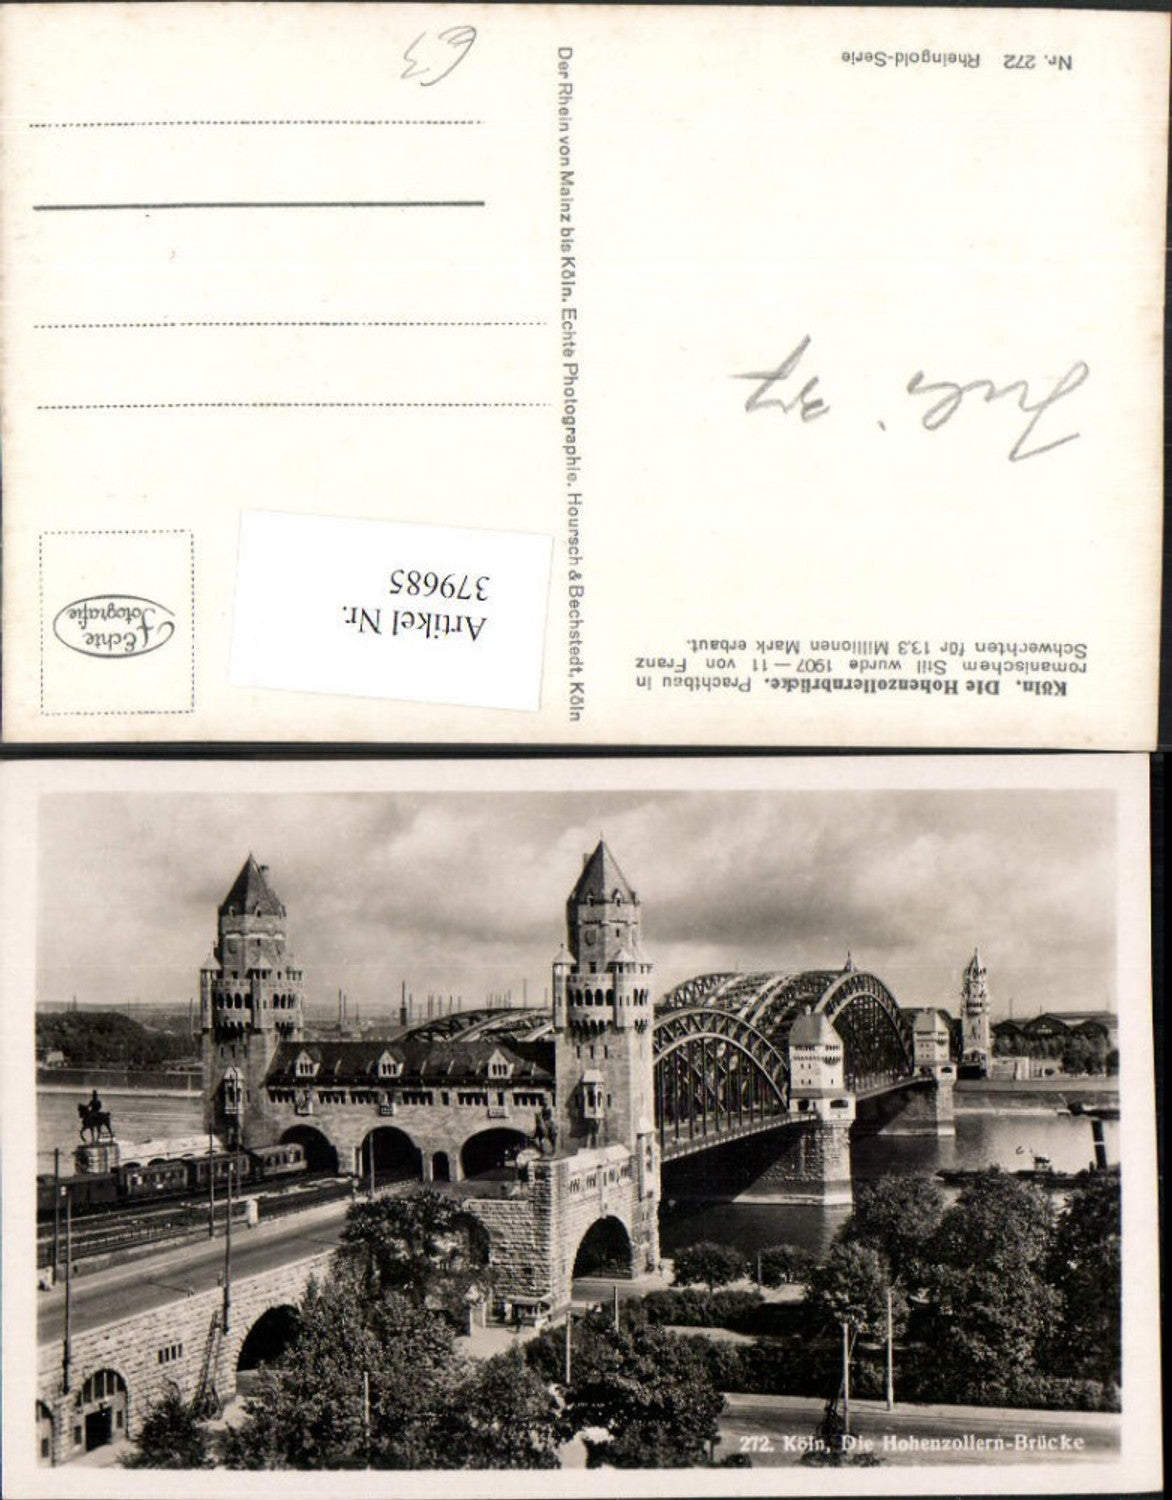 Nr. 272 Rheingold-Serie
Köln. Die Hohenzollernbrücke. Prachtbau in
romanischem Still wurde 1907—11 von Franz
Schwechten für 13.3 Millionen Mark erbaut.
Der Rhein von Mainz bis Köln. Echte Photographie. Hoursch & Bechstedt, Köln
Artikel Nr.
379685
Echte
Fotografie
272. Köln, Die Hohenzollern-Brücke